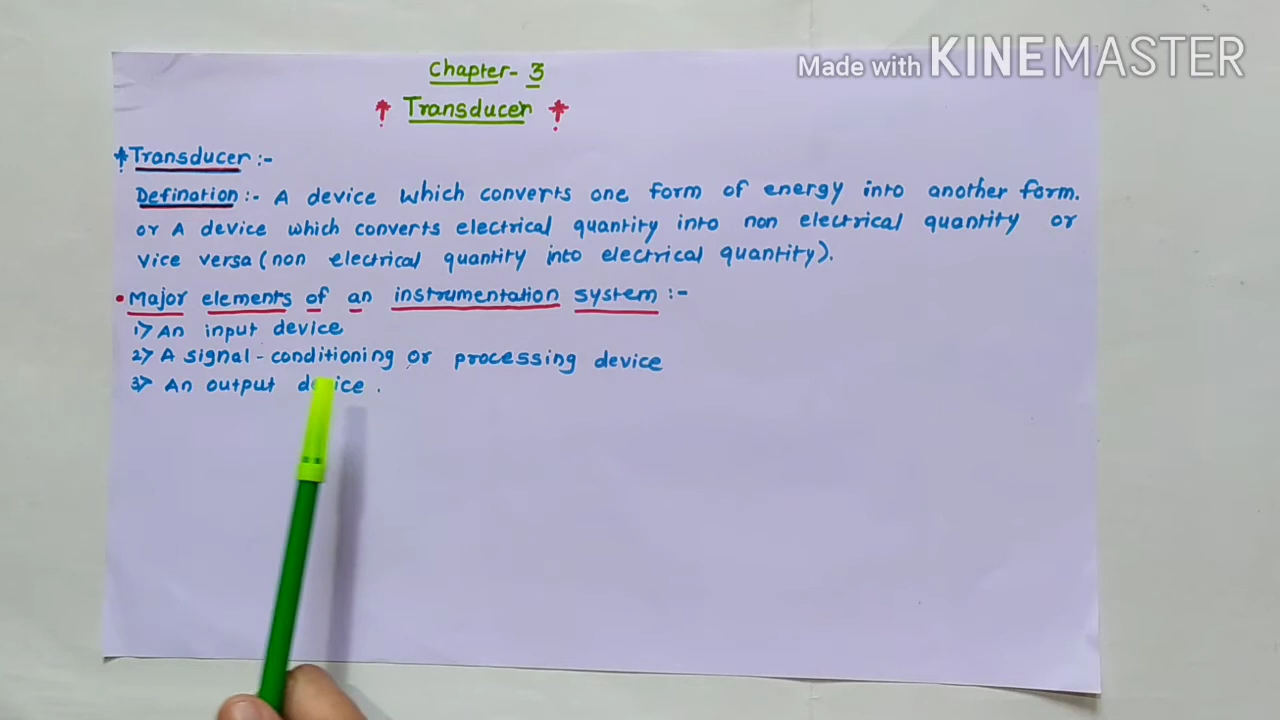 Made with KINEMASTER
Chapter- 3
Transducer
Transducer :-
Defination :- A device which converts one form of energy into another form.
or A device which converts electrical quantity into non electrical quantity or
vice versa (non electrical quantity into electrical quantity).
• Major elements of an instrumentation system :-
1> An input device
2> A signal - conditioning or processing device
3> An output device .